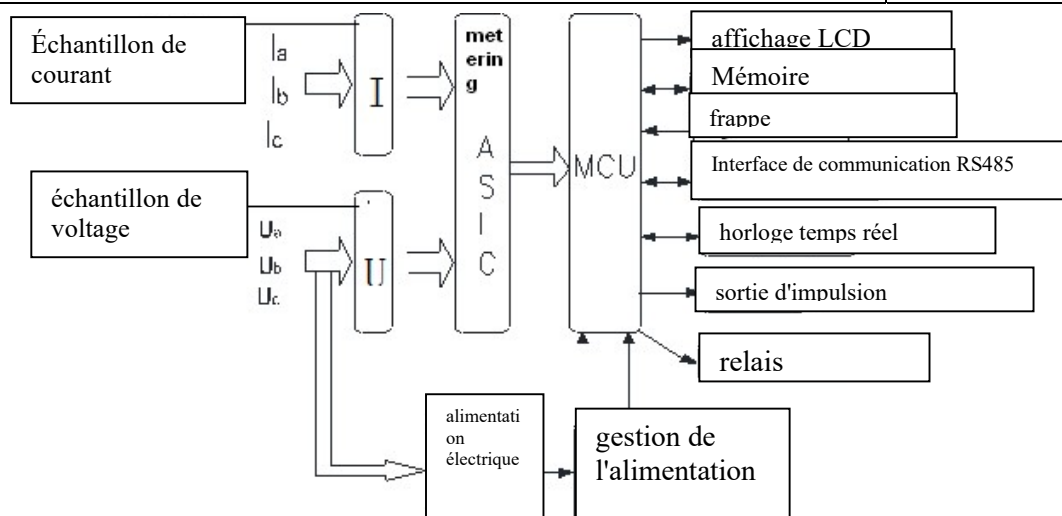 Échantillon de
courant
Ia
Ib
Ic
I
met
erin
g
A
S
I
C
MCU
affichage LCD
Mémoire
frappe
Interface de communication RS485
horloge temps réel
sortie d'impulsion
relais
échantillon de
voltage
Ua
Ub
Uc
U
alimentati
on
électrique
gestion de
l'alimentation